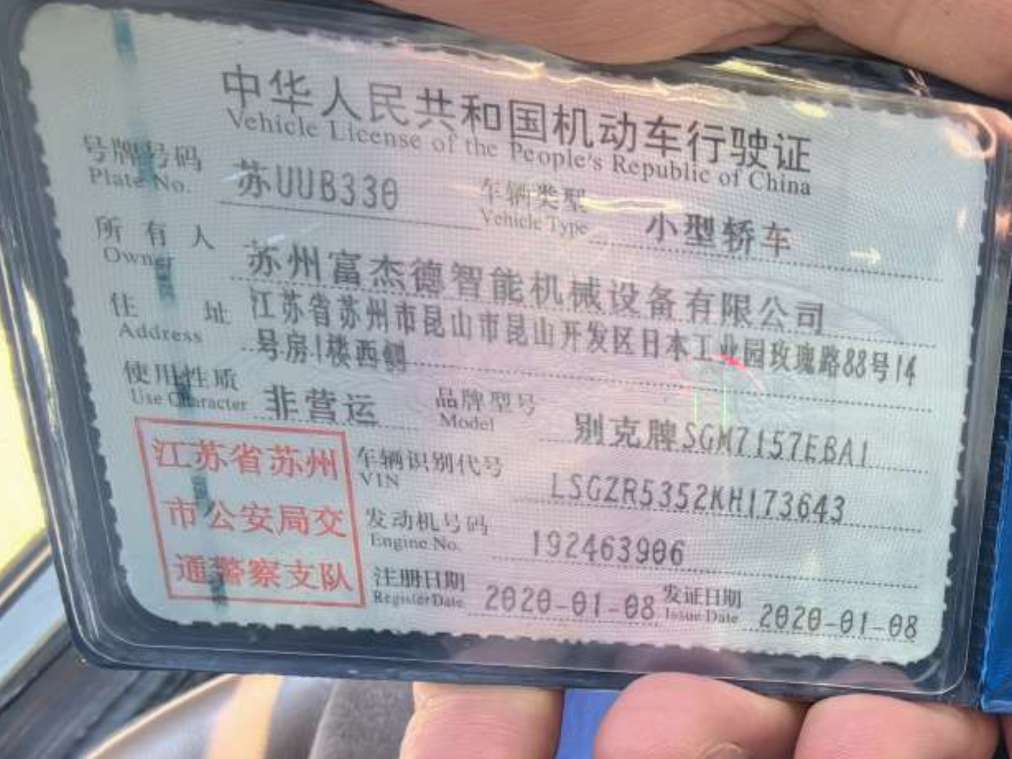 中华人民共和国机动车行驶证
Vehicle License of the People's Republic of China
号牌号码 苏UUB330 车辆类型 小型轿车
Plate No. Vehicle Type
所有人 苏州富杰德智能机械设备有限公司
Owner
住址 江苏省苏州市昆山市昆山开发区日本工业园玫瑰路88号14
Address 号房1楼西侧
使用性质 非营运 品牌型号 别克牌SGM7157EBA1
Use Character Model
江苏省苏州 车辆识别代号 LSGZR5352KH173643
VIN
市公安局交 发动机号码 192463906
Engine No.
通警察支队 注册日期 2020-01-08 发证日期 2020-01-08
Register Date Issue Date